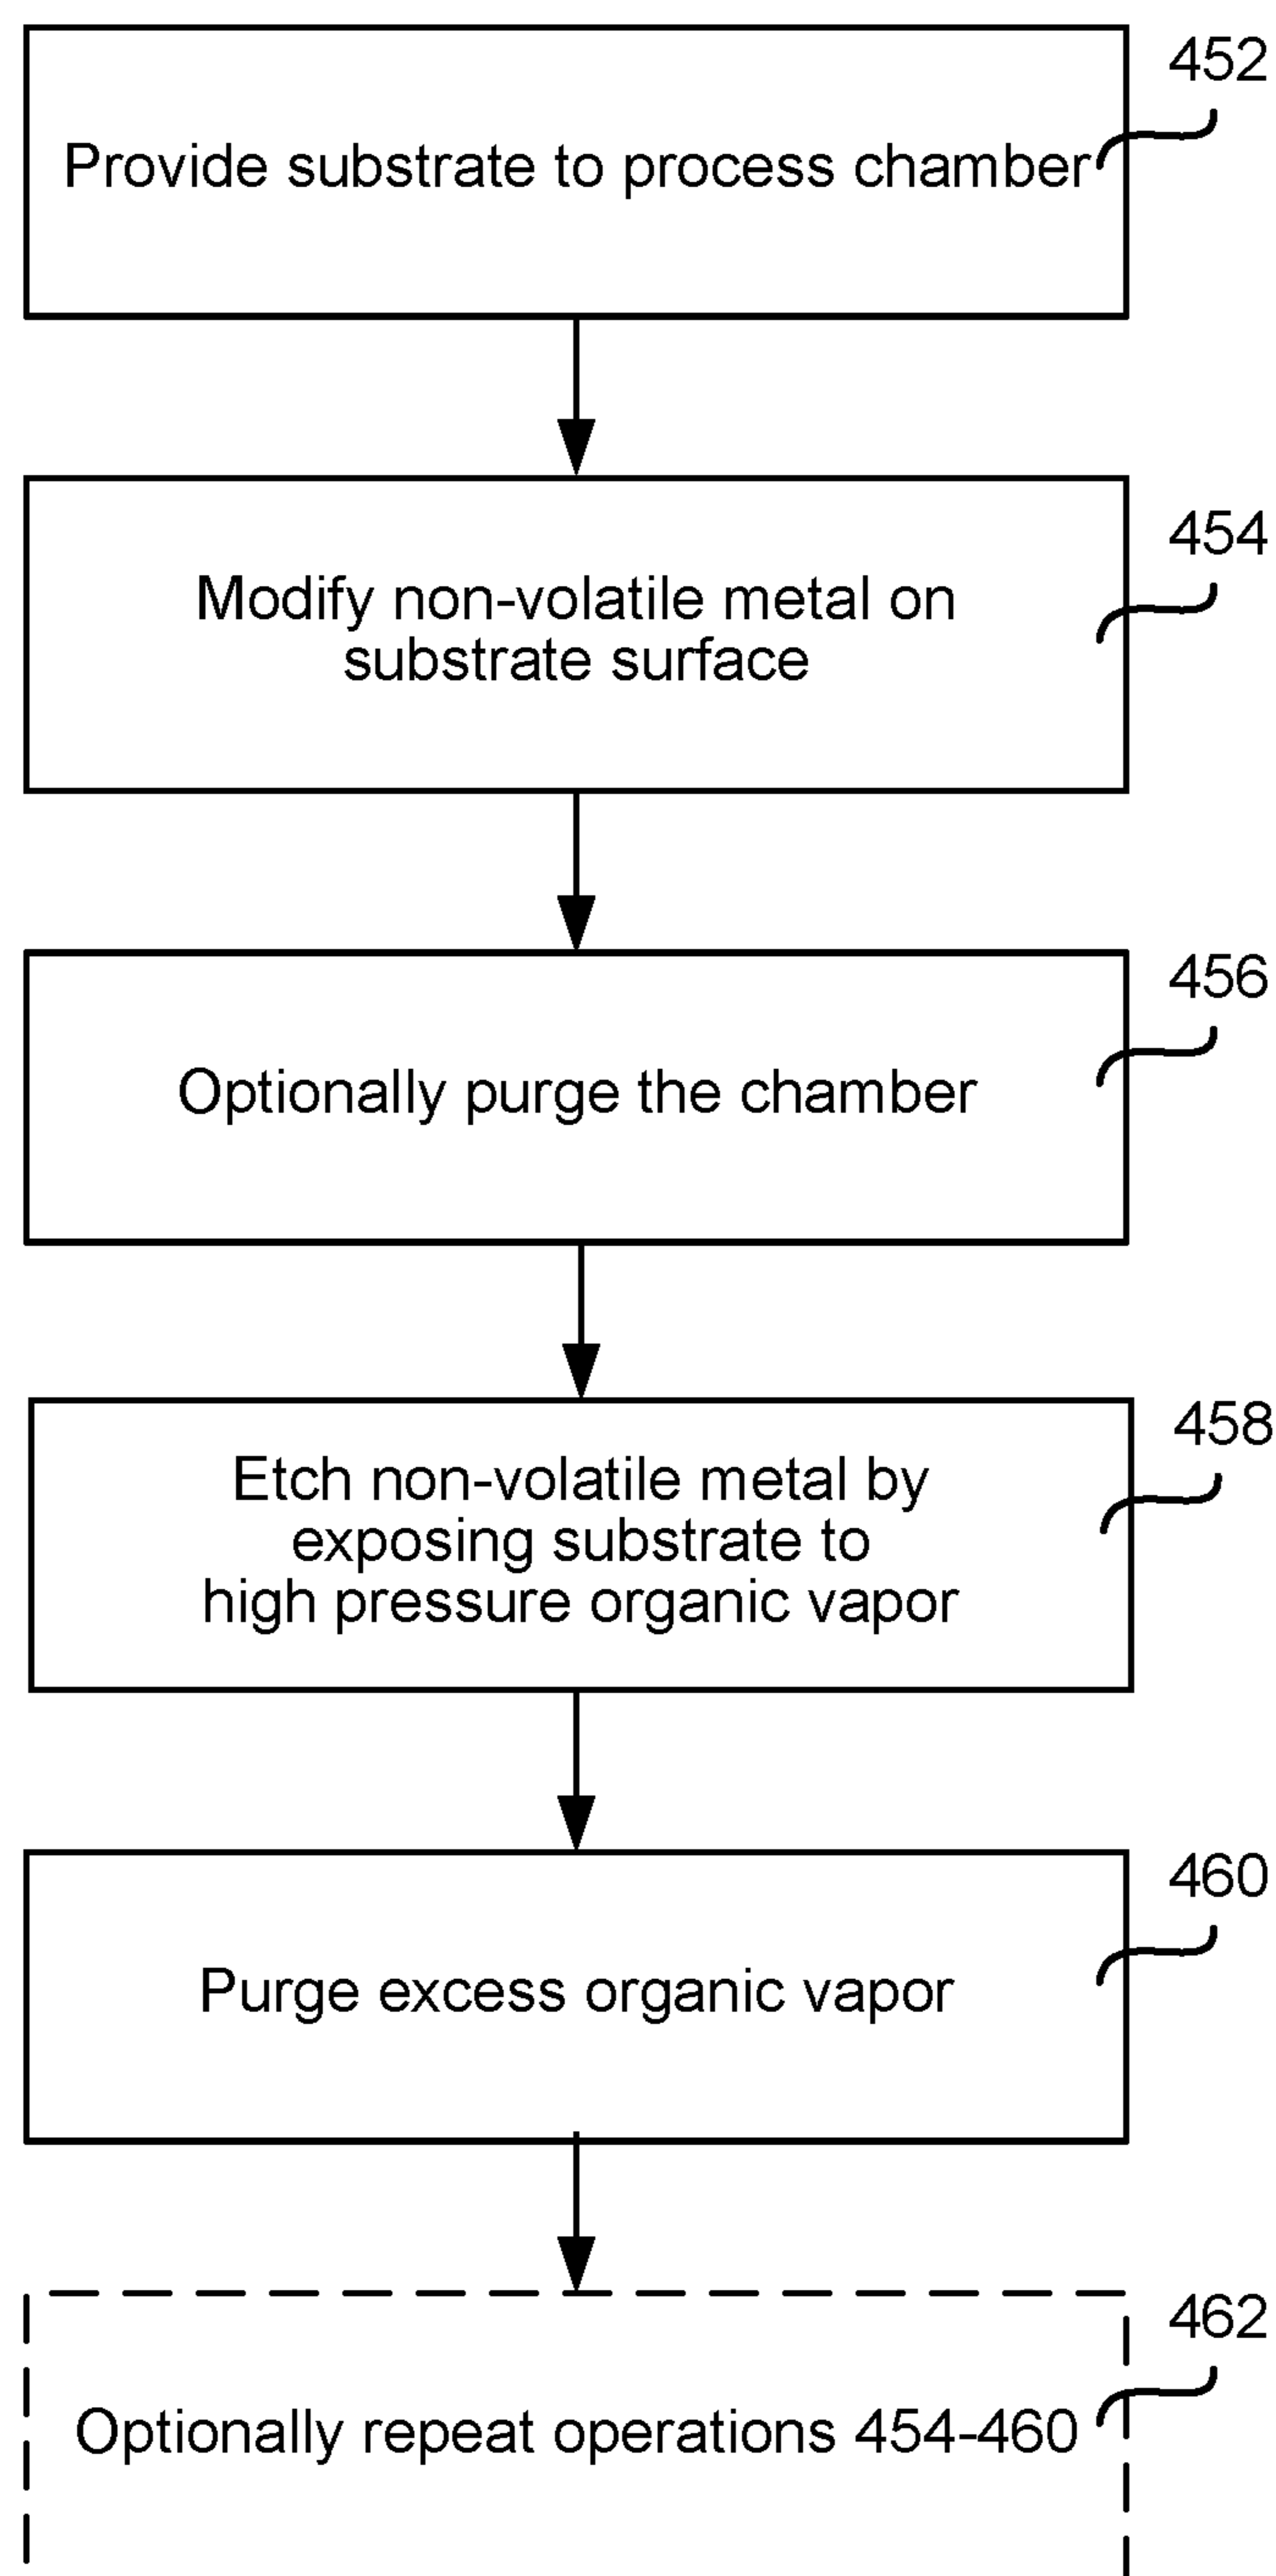 452
Provide substrate to process chamber
454
Modify non-volatile metal on
substrate surface
456
Optionally purge the chamber
458
Etch non-volatile metal by
exposing substrate to
high pressure organic vapor
460
Purge excess organic vapor
462
Optionally repeat operations 454-460